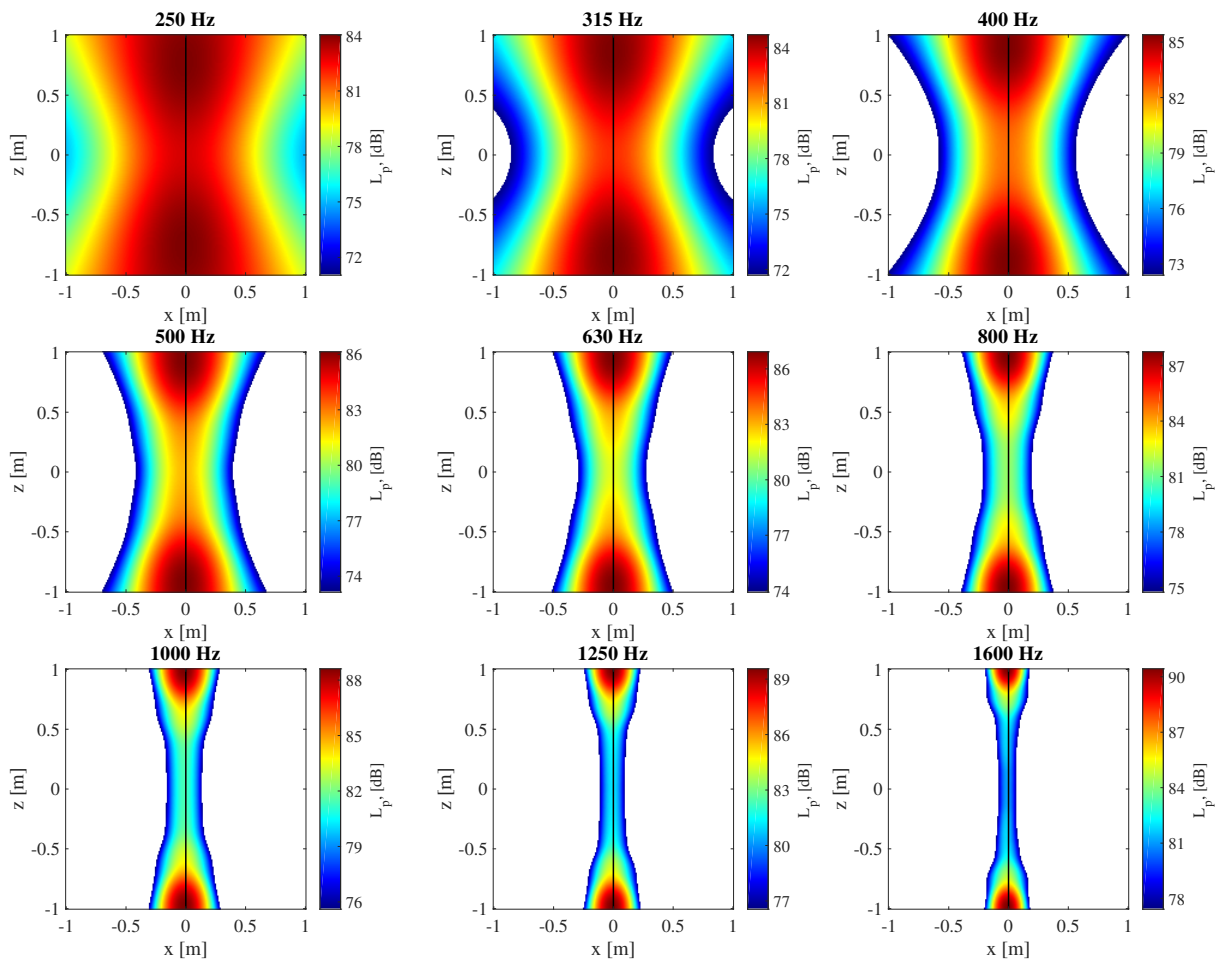 250 Hz
315 Hz
400 Hz
1
0.5
0
-0.5
-1
z [m]
-1 -0.5 0 0.5 1
x [m]
84
81
78
75
72
L_p, [dB]
1
0.5
0
-0.5
-1
z [m]
-1 -0.5 0 0.5 1
x [m]
84
81
78
75
72
L_p, [dB]
1
0.5
0
-0.5
-1
z [m]
-1 -0.5 0 0.5 1
x [m]
85
82
79
76
73
L_p, [dB]
500 Hz
630 Hz
800 Hz
1
0.5
0
-0.5
-1
z [m]
-1 -0.5 0 0.5 1
x [m]
86
83
80
77
74
L_p, [dB]
1
0.5
0
-0.5
-1
z [m]
-1 -0.5 0 0.5 1
x [m]
86
83
80
77
74
L_p, [dB]
1
0.5
0
-0.5
-1
z [m]
-1 -0.5 0 0.5 1
x [m]
87
84
81
78
75
L_p, [dB]
1000 Hz
1250 Hz
1600 Hz
1
0.5
0
-0.5
-1
z [m]
-1 -0.5 0 0.5 1
x [m]
88
85
82
79
76
L_p, [dB]
1
0.5
0
-0.5
-1
z [m]
-1 -0.5 0 0.5 1
x [m]
89
86
83
80
77
L_p, [dB]
1
0.5
0
-0.5
-1
z [m]
-1 -0.5 0 0.5 1
x [m]
90
87
84
81
78
L_p, [dB]